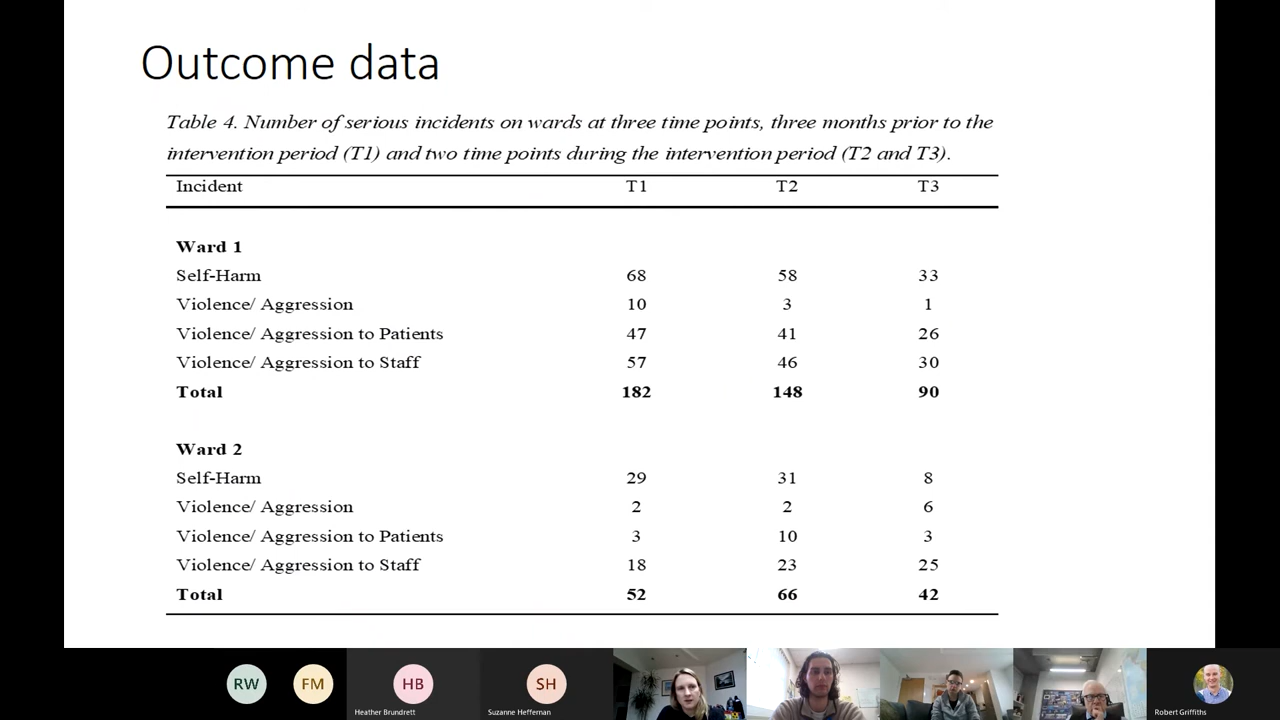 Outcome data
Table 4. Number of serious incidents on wards at three time points, three months prior to the
intervention period (T1) and two time points during the intervention period (T2 and T3).
Incident T1 T2 T3
Ward 1
Self-Harm 68 58 33
Violence/ Aggression 10 3 1
Violence/ Aggression to Patients 47 41 26
Violence/ Aggression to Staff 57 46 30
Total 182 148 90
Ward 2
Self-Harm 29 31 8
Violence/ Aggression 2 2 6
Violence/ Aggression to Patients 3 10 3
Violence/ Aggression to Staff 18 23 25
Total 52 66 42
RW FM HB SH
Heather Brundrett Suzanne Heffernan Robert Griffiths